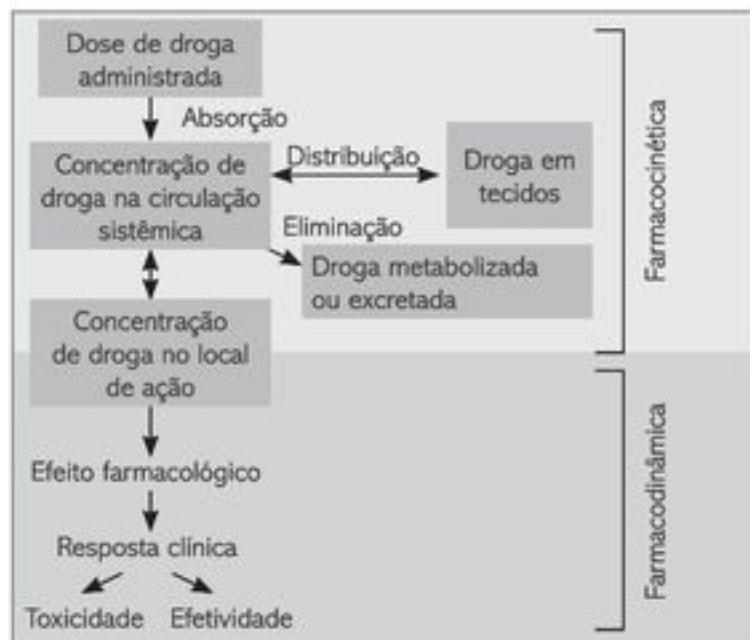 Dose de droga
administrada
Absorção
Concentração de
droga na circulação
sistêmica
Distribuição
Droga em
tecidos
Eliminação
Droga metabolizada
ou excretada
Concentração
de droga no local
de ação
Efeito farmacológico
Resposta clínica
Toxicidade
Efetividade
Farmacocinética
Farmacodinâmica